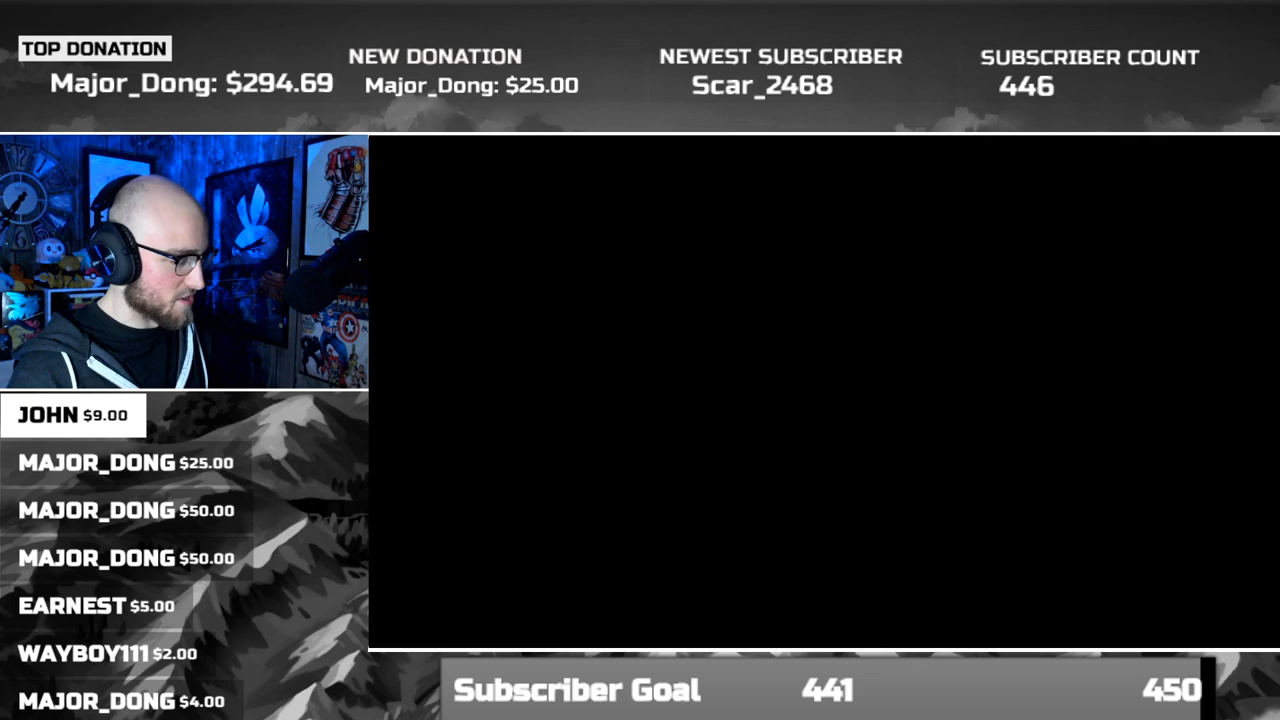 TOP DONATION
Major_Dong: $294.69
NEW DONATION
Major_Dong: $25.00
NEWEST SUBSCRIBER
Scar_2468
SUBSCRIBER COUNT
446
JOHN $9.00
MAJOR_DONG $25.00
MAJOR_DONG $50.00
MAJOR_DONG $50.00
EARNEST $5.00
WAYBOY111 $2.00
MAJOR_DONG $4.00
Subscriber Goal 441 450